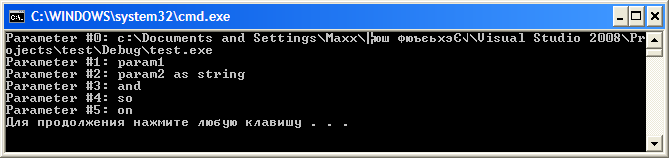 C:\WINDOWS\system32\cmd.exe
Parameter #0: c:\Documents and Settings\Maxx\╠юш фюъєьхэЄ√\Visual Studio 2008\Pr
ojects\test\Debug\test.exe
Parameter #1: param1
Parameter #2: param2 as string
Parameter #3: and
Parameter #4: so
Parameter #5: on
Для продолжения нажмите любую клавишу . . .